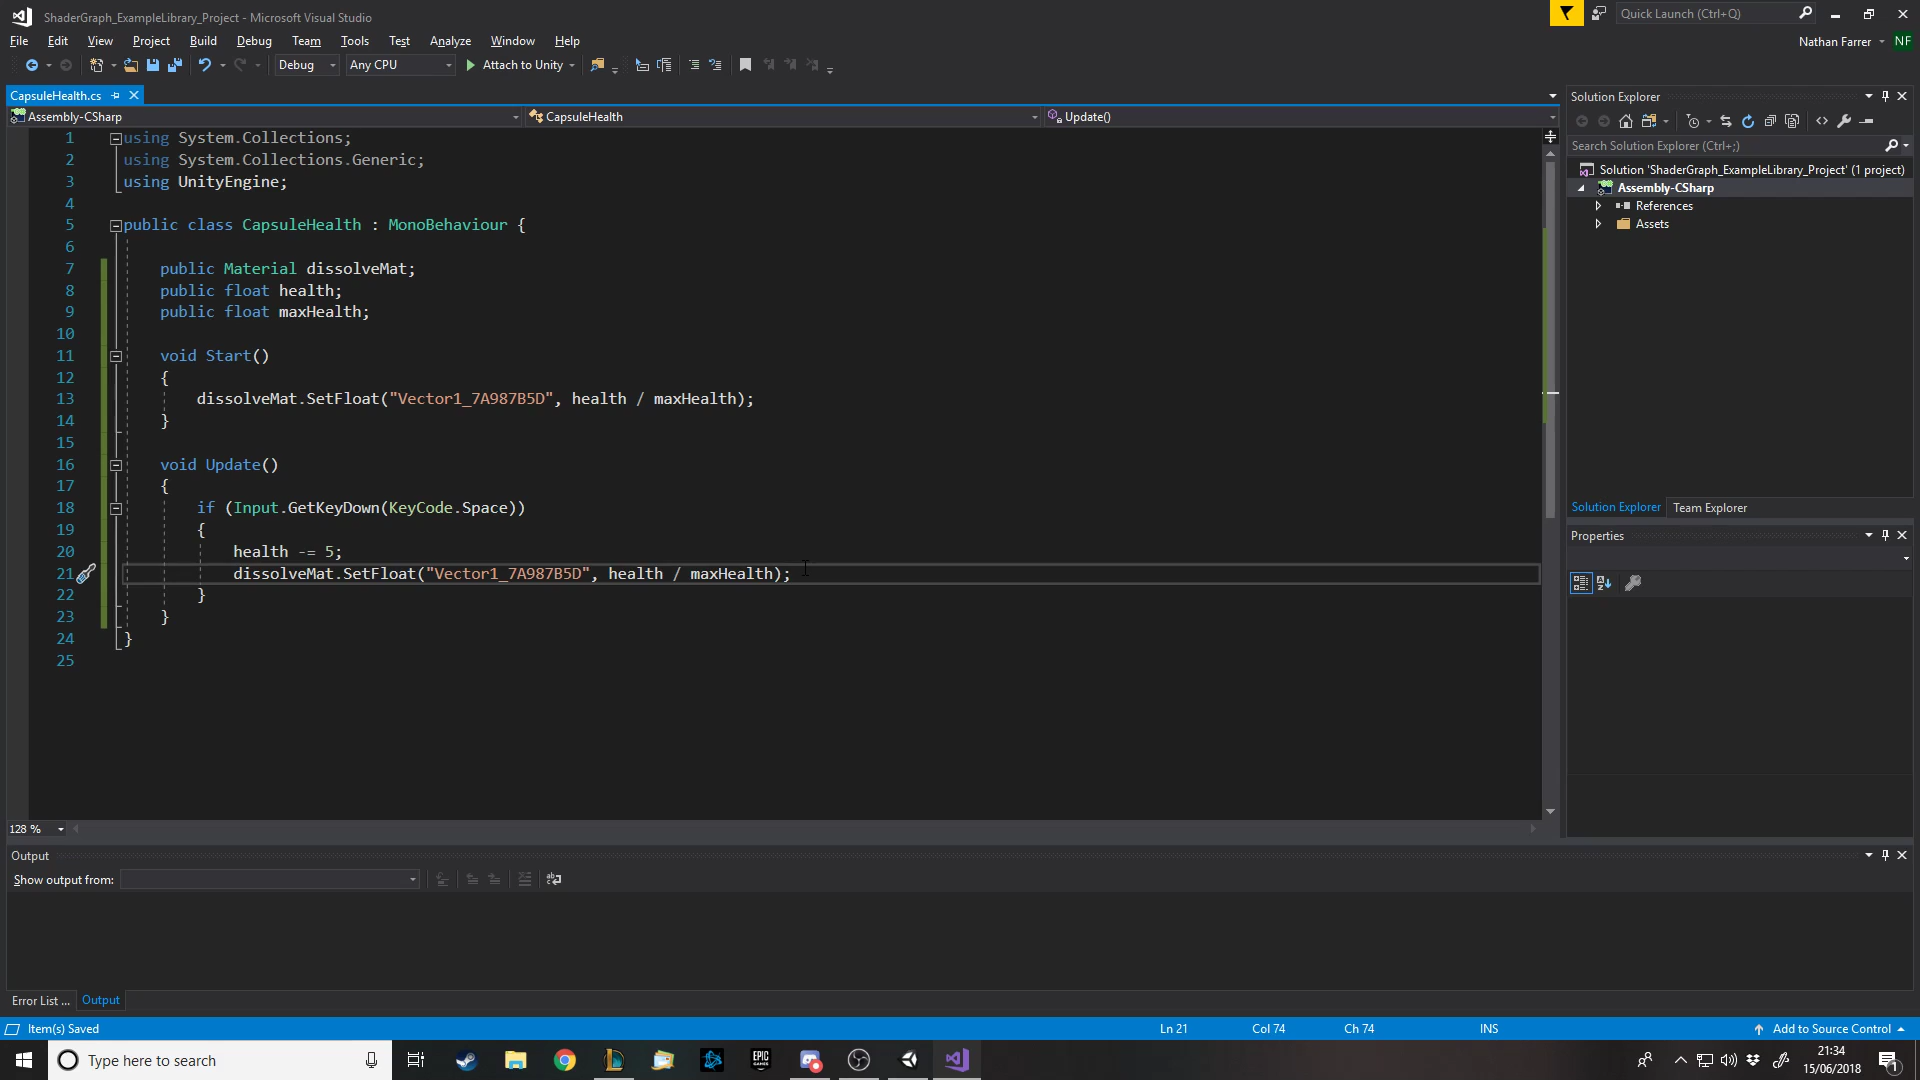 ShaderGraph_ExampleLibrary_Project - Microsoft Visual Studio
Quick Launch (Ctrl+Q)
File Edit View Project Build Debug Team Tools Test Analyze Window Help
Nathan Farrer NF
Debug Any CPU Attach to Unity
CapsuleHealth.cs
Assembly-CSharp CapsuleHealth Update()
1 using System.Collections;
2 using System.Collections.Generic;
3 using UnityEngine;
4
5 public class CapsuleHealth : MonoBehaviour {
6
7 public Material dissolveMat;
8 public float health;
9 public float maxHealth;
10
11 void Start()
12 {
13 dissolveMat.SetFloat("Vector1_7A987B5D", health / maxHealth);
14 }
15
16 void Update()
17 {
18 if (Input.GetKeyDown(KeyCode.Space))
19 {
20 health -= 5;
21 dissolveMat.SetFloat("Vector1_7A987B5D", health / maxHealth);
22 }
23 }
24 }
25
128 %
Solution Explorer
Search Solution Explorer (Ctrl+;)
Solution 'ShaderGraph_ExampleLibrary_Project' (1 project)
Assembly-CSharp
References
Assets
Solution Explorer Team Explorer
Properties
Output
Show output from:
Error List ... Output
Item(s) Saved Ln 21 Col 74 Ch 74 INS Add to Source Control
Type here to search
EPIC GAMES
21:34
15/06/2018
1